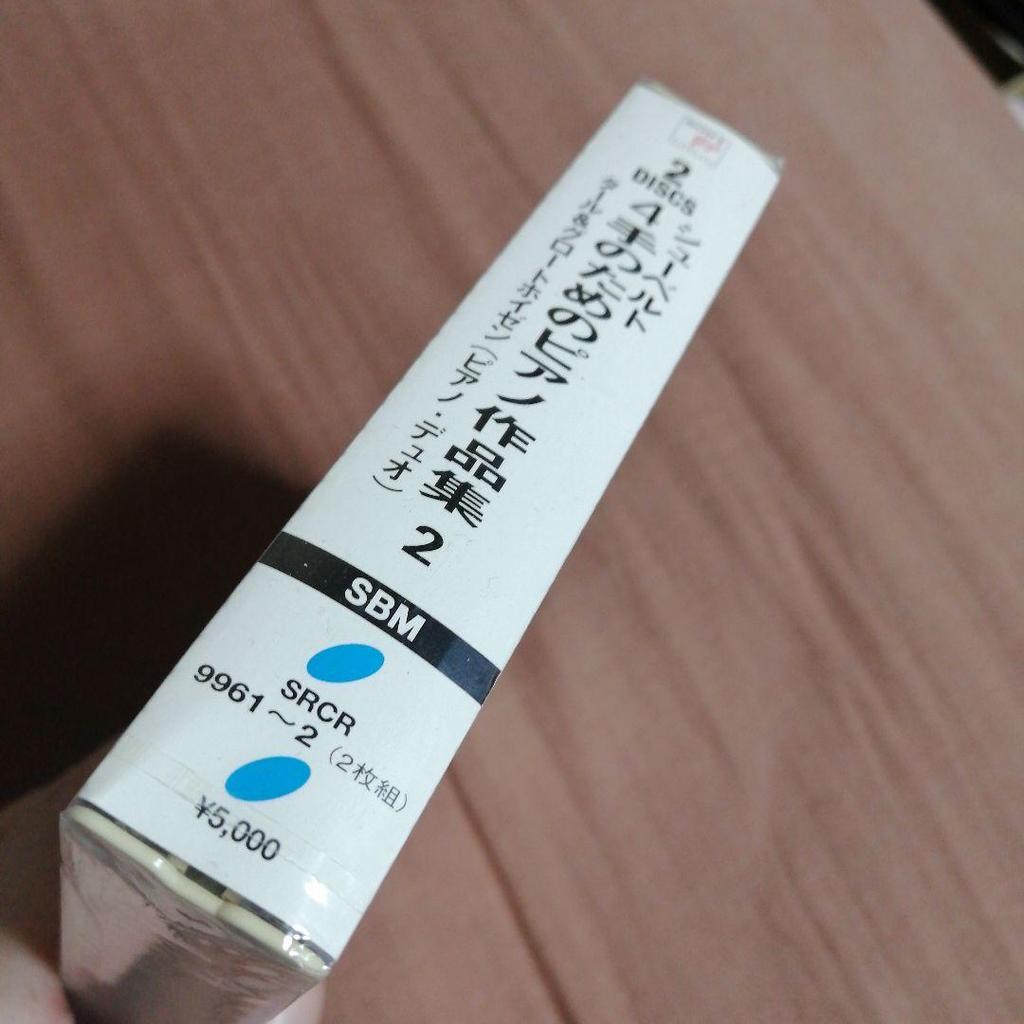 2
DISCS
シューベルト
4手のためのピアノ作品集 2
タール&グロートホイゼン(ピアノ・デュオ)
SBM
SRCR
9961〜2(2枚組)
¥5,000